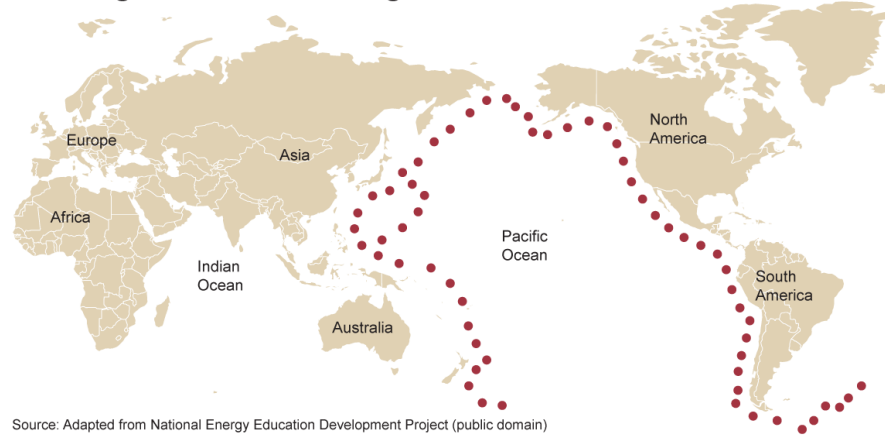 Europe
Asia
North
America
Africa
Pacific
Ocean
Indian
Ocean
South
America
Australia
Source: Adapted from National Energy Education Development Project (public domain)